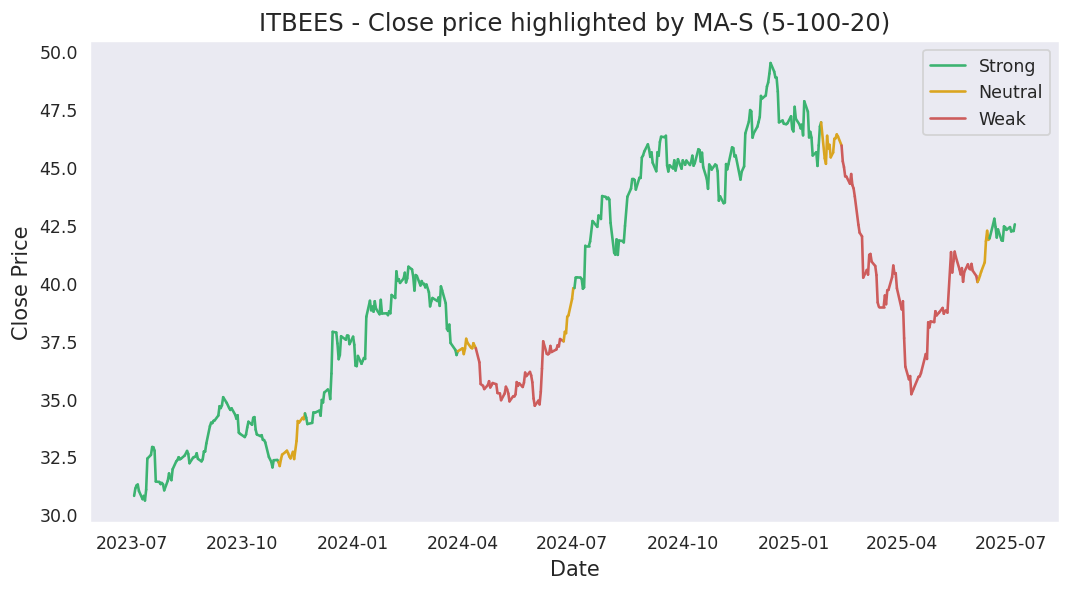 ITBEES - Close price highlighted by MA-S (5-100-20)
Strong
Neutral
Weak
Close Price
50.0
47.5
45.0
42.5
40.0
37.5
35.0
32.5
30.0
2023-07 2023-10 2024-01 2024-04 2024-07 2024-10 2025-01 2025-04 2025-07
Date